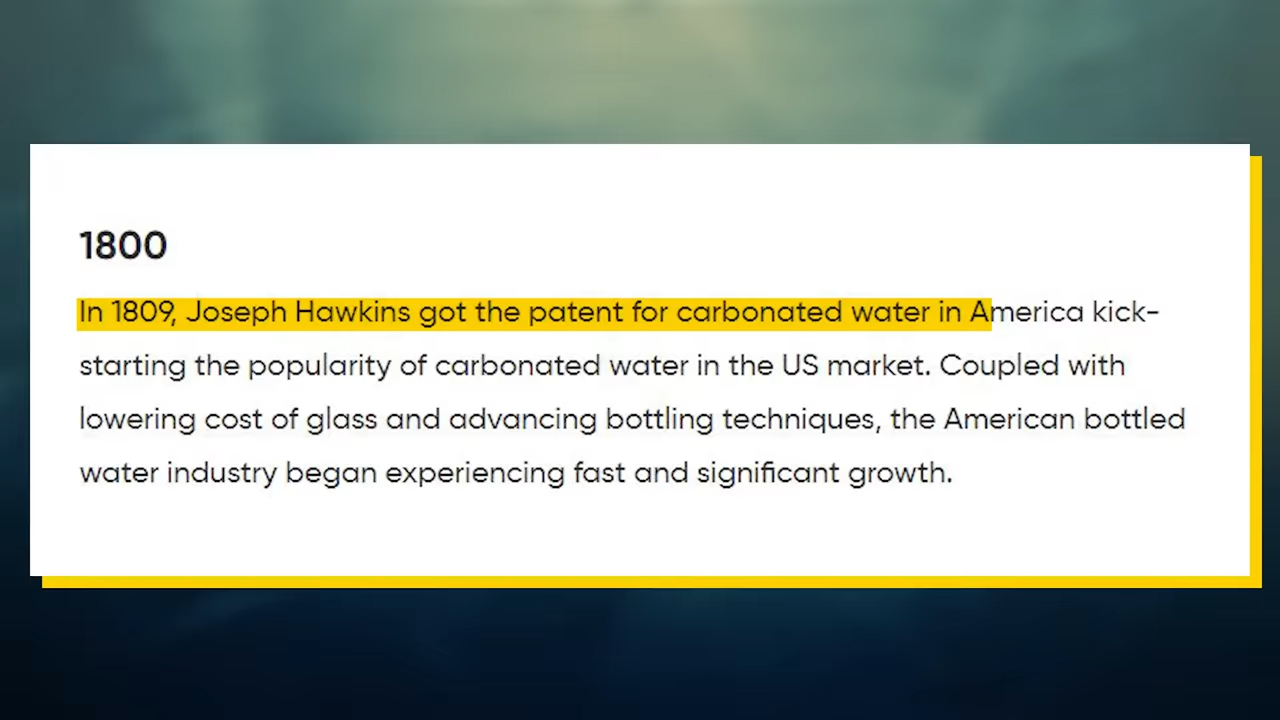 1800
In 1809, Joseph Hawkins got the patent for carbonated water in America kick-
starting the popularity of carbonated water in the US market. Coupled with
lowering cost of glass and advancing bottling techniques, the American bottled
water industry began experiencing fast and significant growth.